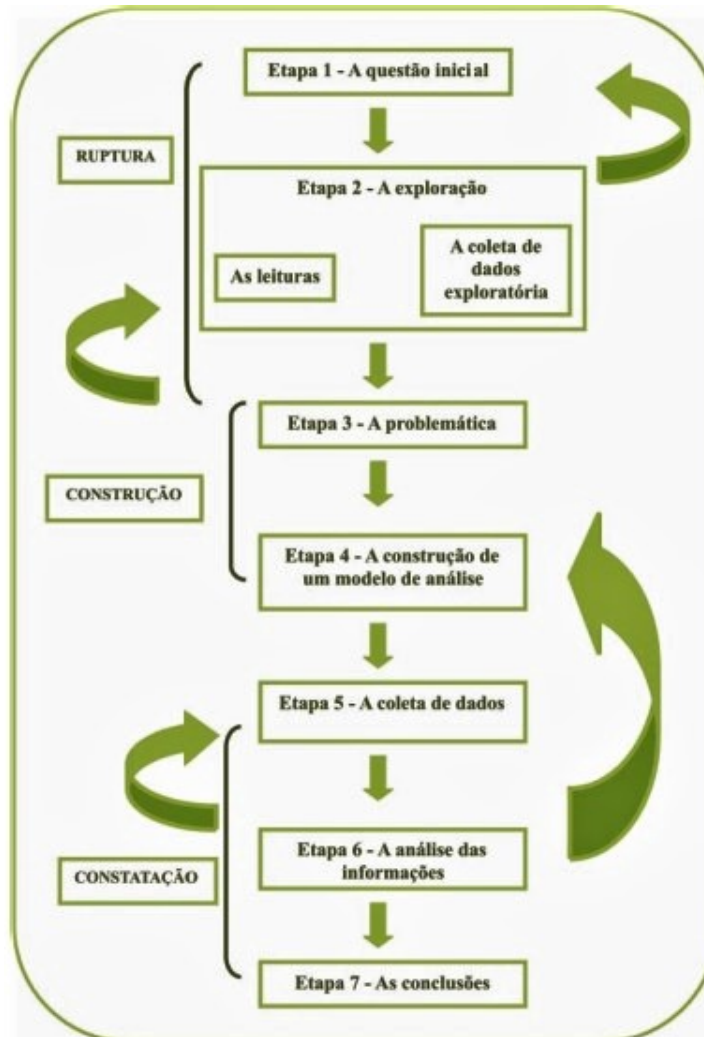 Etapa 1 - A questão inicial
RUPTURA
Etapa 2 - A exploração
As leituras
A coleta de
dados
exploratória
Etapa 3 - A problemática
CONSTRUÇÃO
Etapa 4 - A construção de
um modelo de análise
Etapa 5 - A coleta de dados
Etapa 6 - A análise das
informações
CONSTATAÇÃO
Etapa 7 - As conclusões